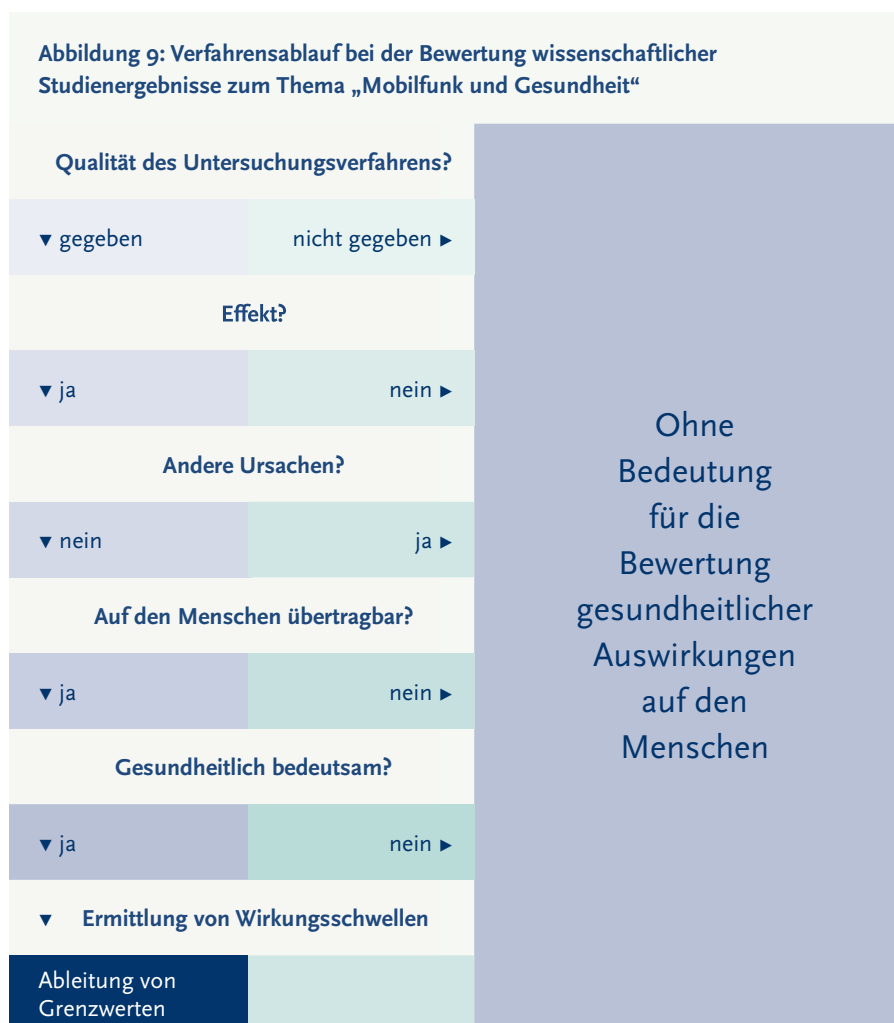 Abbildung 9: Verfahrensablauf bei der Bewertung wissenschaftlicher
Studienergebnisse zum Thema „Mobilfunk und Gesundheit“
Qualität des Untersuchungsverfahrens?
▼ gegeben
nicht gegeben ►
Effekt?
▼ ja
nein ►
Andere Ursachen?
▼ nein
ja ►
Auf den Menschen übertragbar?
▼ ja
nein ►
Gesundheitlich bedeutsam?
▼ ja
nein ►
▼ Ermittlung von Wirkungsschwellen
Ableitung von
Grenzwerten
Ohne
Bedeutung
für die
Bewertung
gesundheitlicher
Auswirkungen
auf den
Menschen